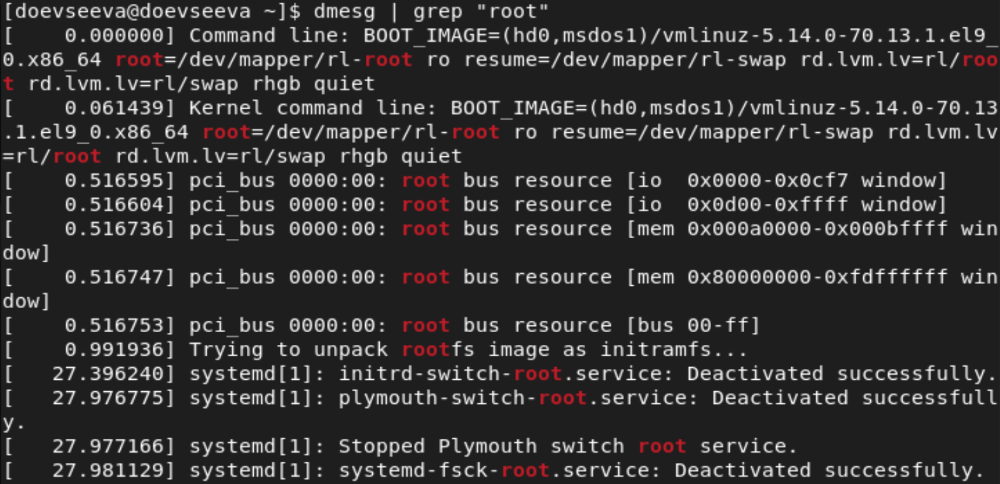 [doevseeva@doevseeva ~]$ dmesg | grep "root"
[    0.000000] Command line: BOOT_IMAGE=(hd0,msdos1)/vmlinuz-5.14.0-70.13.1.el9_
0.x86_64 root=/dev/mapper/rl-root ro resume=/dev/mapper/rl-swap rd.lvm.lv=rl/roo
t rd.lvm.lv=rl/swap rhgb quiet
[    0.061439] Kernel command line: BOOT_IMAGE=(hd0,msdos1)/vmlinuz-5.14.0-70.13
.1.el9_0.x86_64 root=/dev/mapper/rl-root ro resume=/dev/mapper/rl-swap rd.lvm.lv
=rl/root rd.lvm.lv=rl/swap rhgb quiet
[    0.516595] pci_bus 0000:00: root bus resource [io  0x0000-0x0cf7 window]
[    0.516604] pci_bus 0000:00: root bus resource [io  0x0d00-0xffff window]
[    0.516736] pci_bus 0000:00: root bus resource [mem 0x000a0000-0x000bffff win
dow]
[    0.516747] pci_bus 0000:00: root bus resource [mem 0x80000000-0xfdffffff win
dow]
[    0.516753] pci_bus 0000:00: root bus resource [bus 00-ff]
[    0.991936] Trying to unpack rootfs image as initramfs...
[   27.396240] systemd[1]: initrd-switch-root.service: Deactivated successfully.
[   27.976775] systemd[1]: plymouth-switch-root.service: Deactivated successfull
y.
[   27.977166] systemd[1]: Stopped Plymouth switch root service.
[   27.981129] systemd[1]: systemd-fsck-root.service: Deactivated successfully.